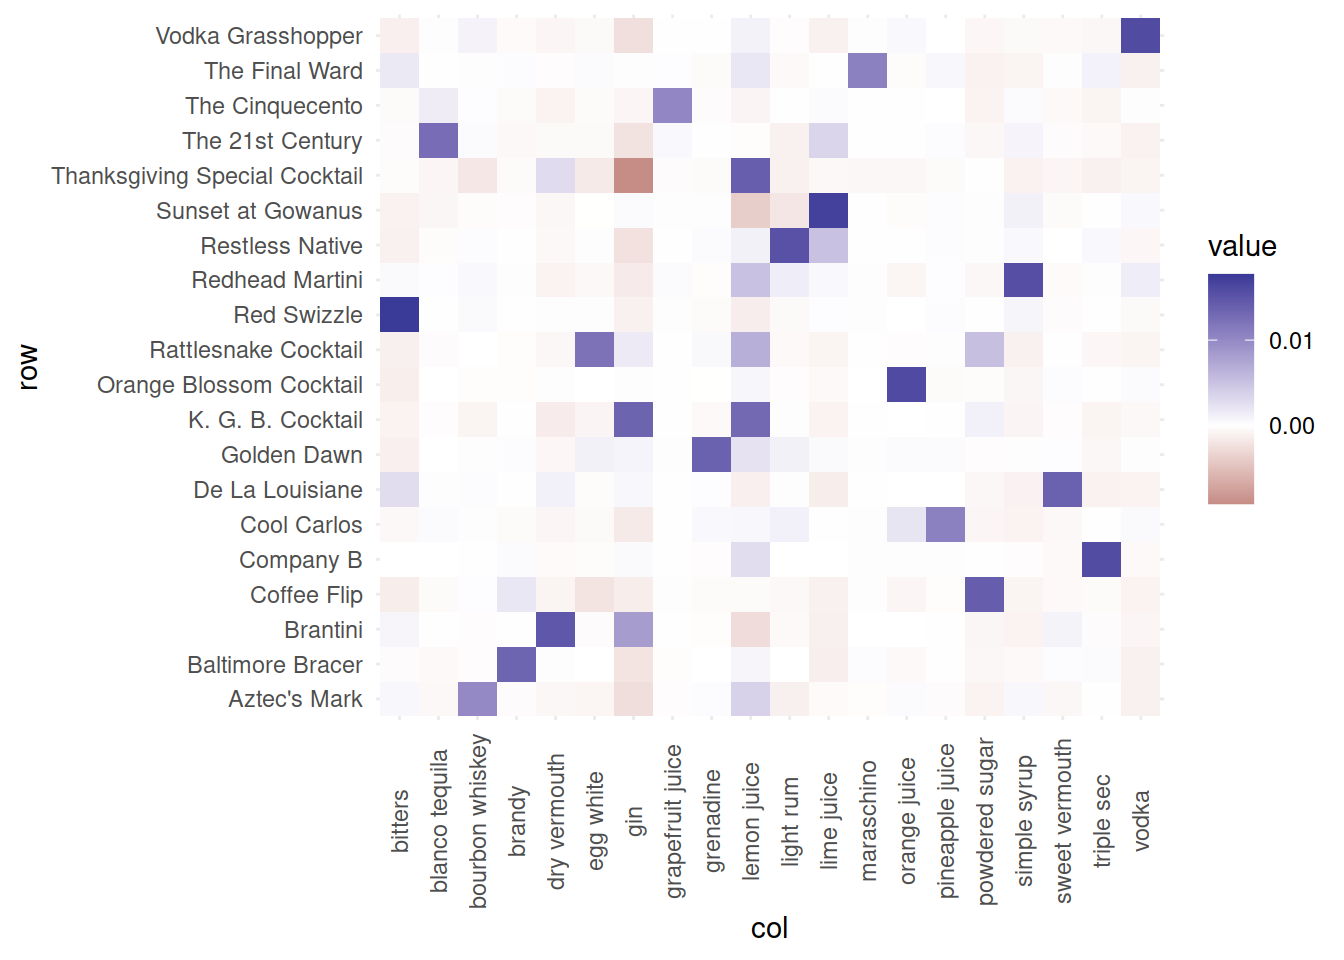 Vodka Grasshopper
The Final Ward
The Cinquecento
The 21st Century
Thanksgiving Special Cocktail
Sunset at Gowanus
Restless Native
Redhead Martini
Red Swizzle
Rattlesnake Cocktail
Orange Blossom Cocktail
K. G. B. Cocktail
Golden Dawn
De La Louisiane
Cool Carlos
Company B
Coffee Flip
Brantini
Baltimore Bracer
Aztec's Mark
row
bitters
blanco tequila
bourbon whiskey
brandy
dry vermouth
egg white
gin
grapefruit juice
grenadine
lemon juice
light rum
lime juice
maraschino
orange juice
pineapple juice
powdered sugar
simple syrup
sweet vermouth
triple sec
vodka
col
value
0.01
0.00